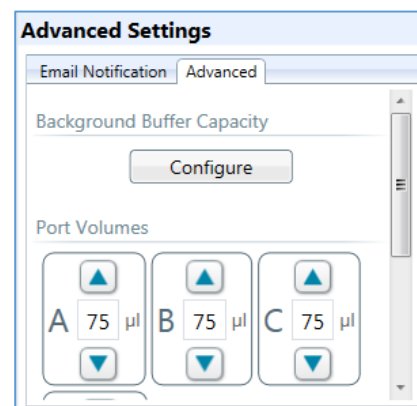 Advanced Settings
Email Notification Advanced
Background Buffer Capacity
Configure
Port Volumes
A 75 µl B 75 µl C 75 µl